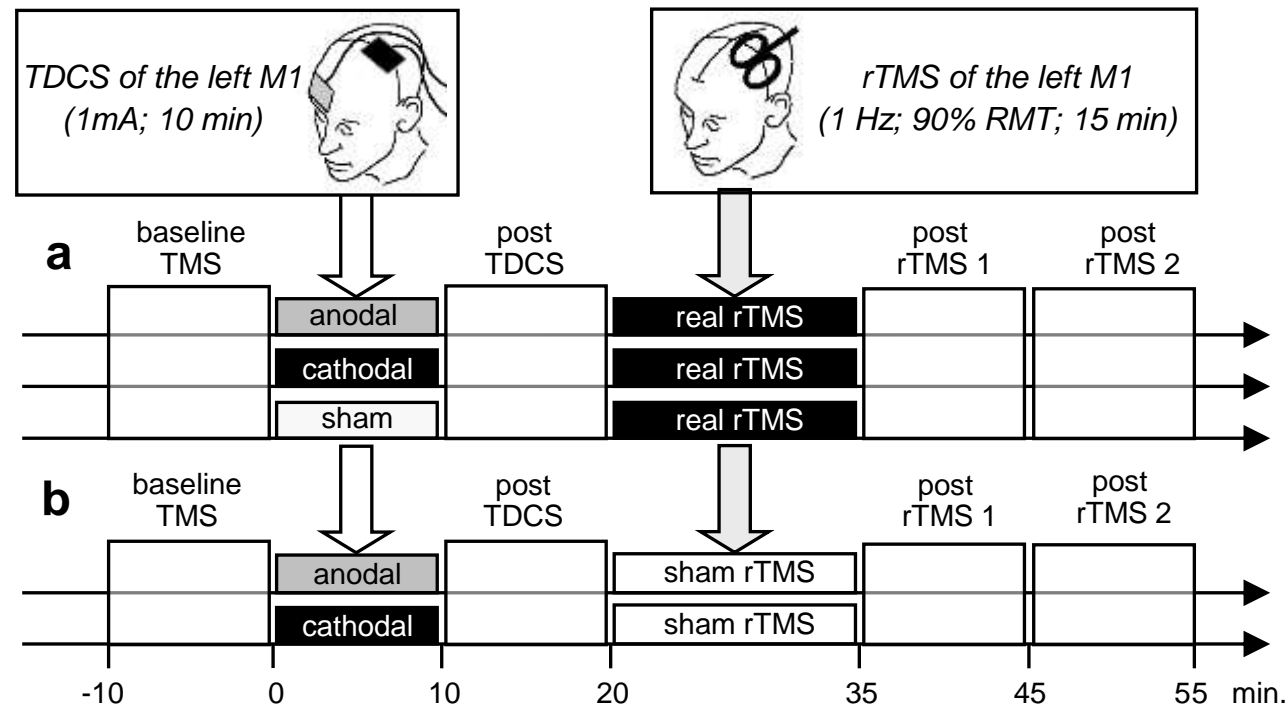 TDCS of the left M1
(1mA; 10 min)
rTMS of the left M1
(1 Hz; 90% RMT; 15 min)
a
baseline
TMS
post
TDCS
post
rTMS 1
post
rTMS 2
anodal
real rTMS
cathodal
real rTMS
sham
real rTMS
b
baseline
TMS
post
TDCS
post
rTMS 1
post
rTMS 2
anodal
sham rTMS
cathodal
sham rTMS
-10 0 10 20 35 45 55 min.